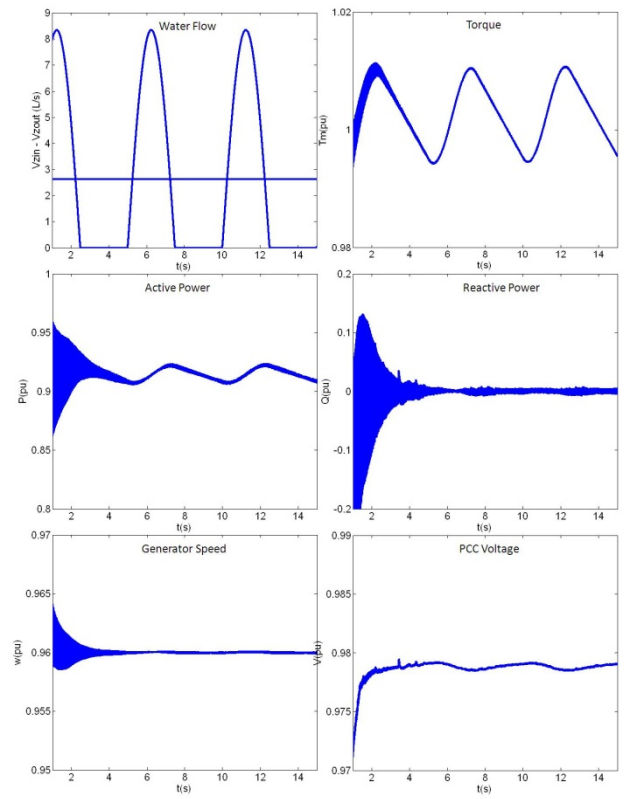 Water Flow
Vzin - Vzout (L/s)
9
8
7
6
5
4
3
2
1
0
2 4 6 8 10 12 14
t(s)
Torque
Tm(pu)
1.02
1
0.98
2 4 6 8 10 12 14
t(s)
Active Power
P(pu)
1
0.95
0.9
0.85
0.8
2 4 6 8 10 12 14
t(s)
Reactive Power
Q(pu)
0.2
0.1
0
-0.1
-0.2
2 4 6 8 10 12 14
t(s)
Generator Speed
w(pu)
0.97
0.965
0.96
0.955
0.95
2 4 6 8 10 12 14
t(s)
PCC Voltage
V(pu)
0.99
0.985
0.98
0.975
0.97
2 4 6 8 10 12 14
t(s)